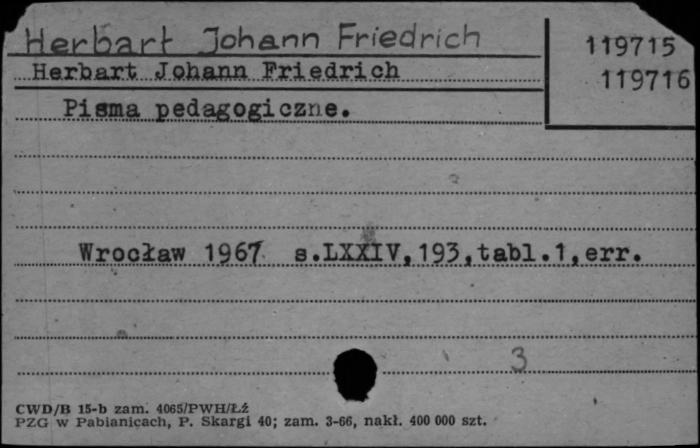 Herbart Johann Friedrich
119715
Herbart Johann Friedrich
119716
Pisma pedagogiczne.
Wrocław 1967 s.LXXIV,193,tabl.1,err.
3
CWD/B 15-b zam. 4065/PWH/Łź
PZG w Pabianicach, P. Skargi 40; zam. 3-66, nakł. 400 000 szt.